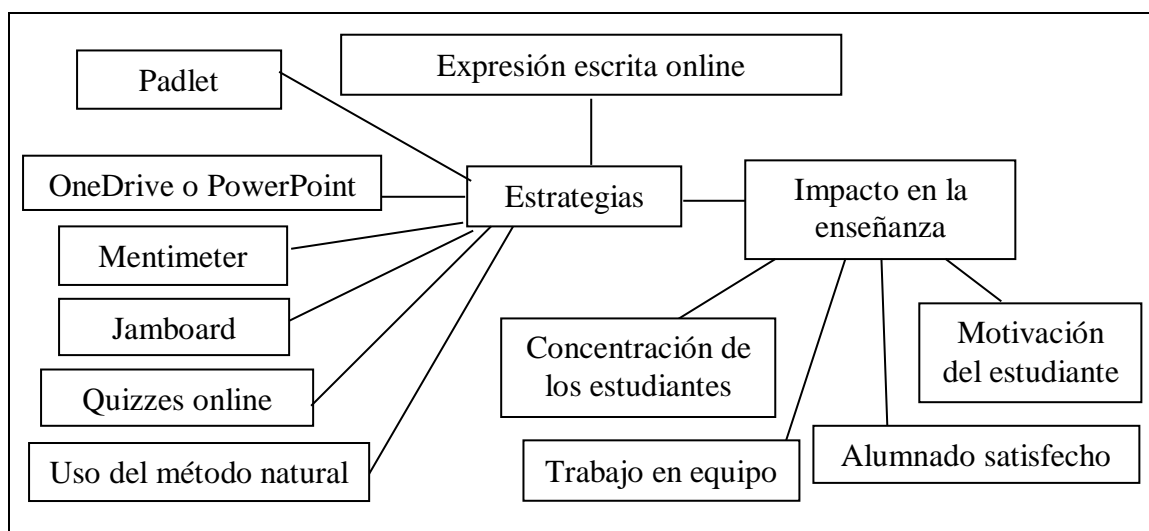 Expresión escrita online
Padlet
OneDrive o PowerPoint
Estrategias
Impacto en la
enseñanza
Mentimeter
Jamboard
Quizzes online
Uso del método natural
Concentración de
los estudiantes
Motivación
del estudiante
Trabajo en equipo
Alumnado satisfecho